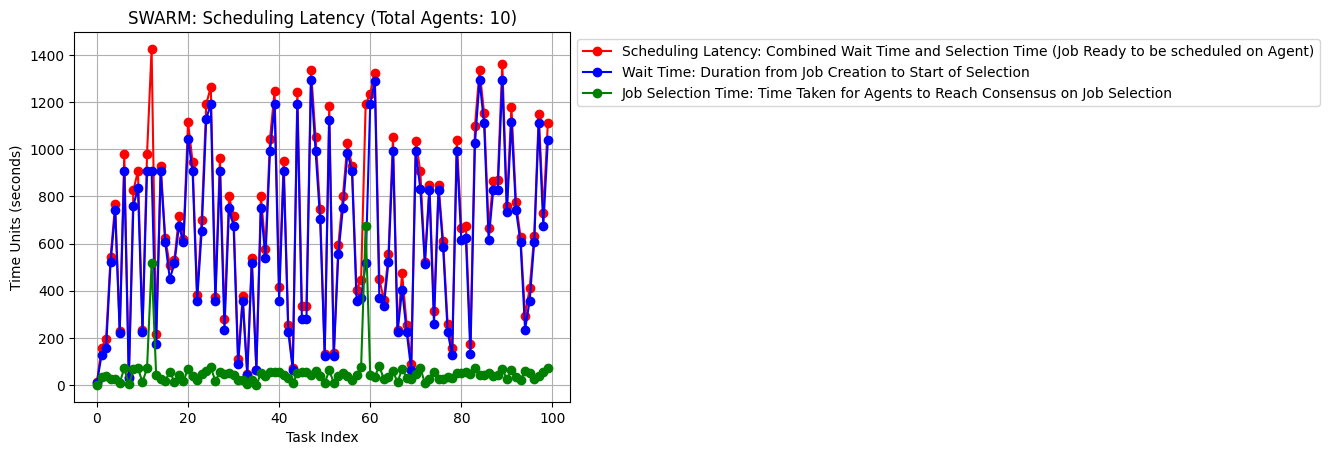 SWARM: Scheduling Latency (Total Agents: 10)
Scheduling Latency: Combined Wait Time and Selection Time (Job Ready to be scheduled on Agent)
Wait Time: Duration from Job Creation to Start of Selection
Job Selection Time: Time Taken for Agents to Reach Consensus on Job Selection
Time Units (seconds)
1400
1200
1000
800
600
400
200
0
0 20 40 60 80 100
Task Index